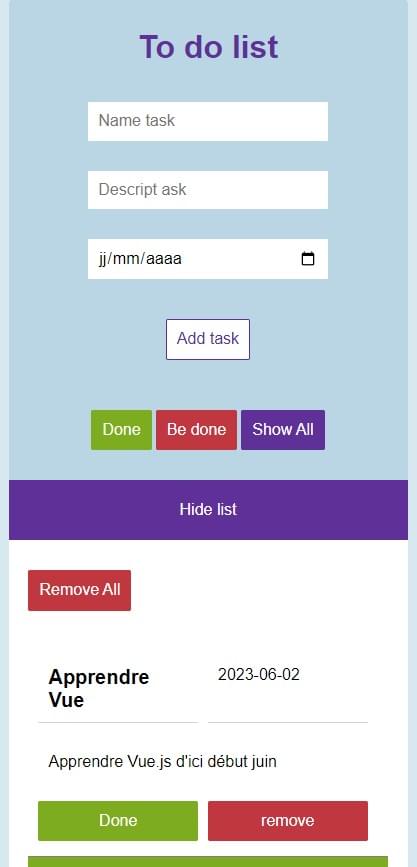 To do list
Name task
Descript ask
jj/mm/aaaa
Add task
Done Be done Show All
Hide list
Remove All
Apprendre
Vue
2023-06-02
Apprendre Vue.js d'ici début juin
Done remove